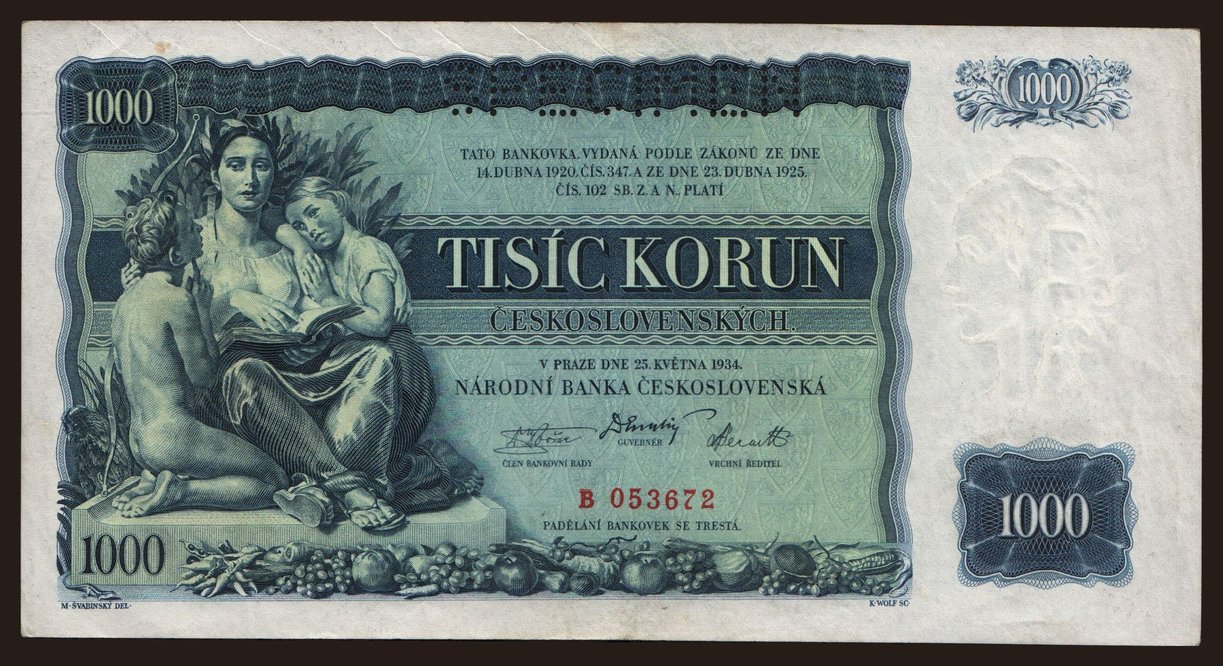 1000
SPECIMEN
1000
TATO BANKOVKA, VYDANÁ PODLE ZÁKONŮ ZE DNE
14. DUBNA 1920, ČÍS. 347. A ZE DNE 23. DUBNA 1925,
ČÍS. 102 SB. Z. A N. PLATÍ
TISÍC KORUN
ČESKOSLOVENSKÝCH.
V PRAZE DNE 25. KVĚTNA 1934.
NÁRODNÍ BANKA ČESKOSLOVENSKÁ
GUVERNÉR
ČLEN BANKOVNÍ RADY
VRCHNÍ ŘEDITEL
B 053672
1000
PADĚLÁNÍ BANKOVEK SE TRESTÁ.
1000
M. ŠVABINSKÝ DEL.
K. WOLF SC.